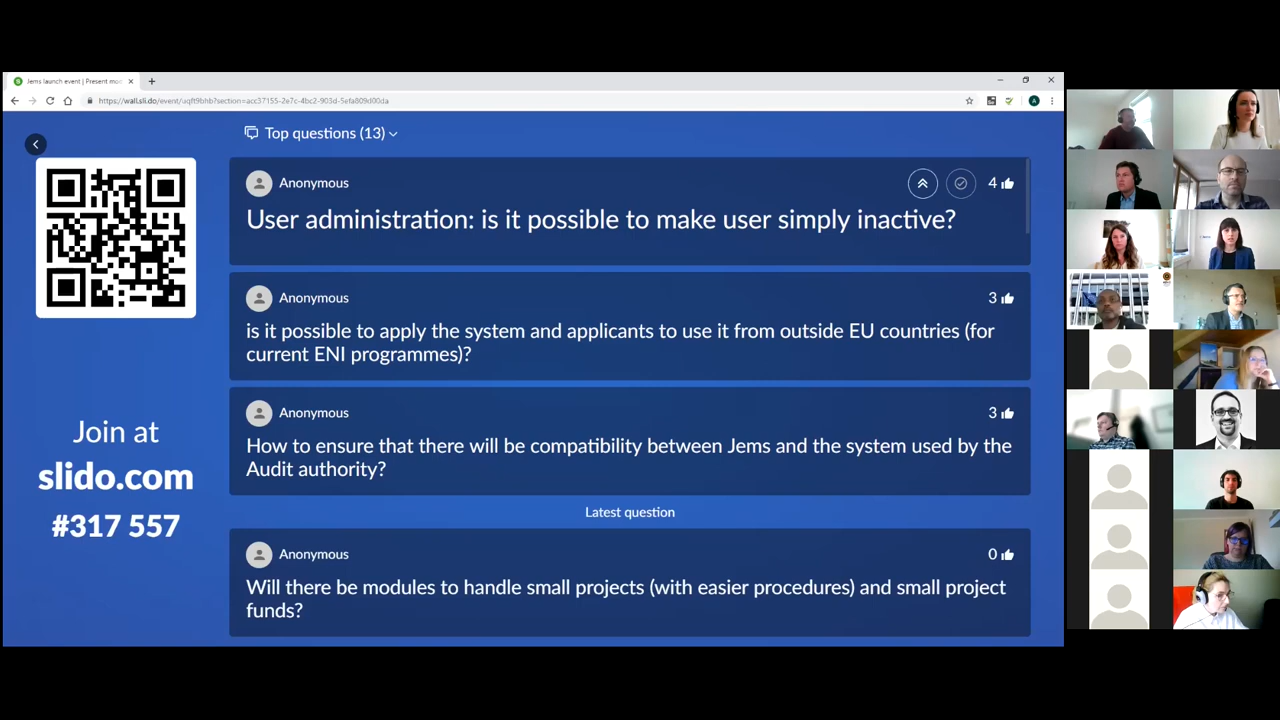 Jems launch event | Present mod
https://wall.sli.do/event/uqft9bhb?section=acc37155-2e7c-4bc2-903d-5efa809d00da
A
Top questions (13)
Anonymous
4
User administration: is it possible to make user simply inactive?
Anonymous
3
is it possible to apply the system and applicants to use it from outside EU countries (for
current ENI programmes)?
Anonymous
3
How to ensure that there will be compatibility between Jems and the system used by the
Audit authority?
Latest question
Anonymous
0
Will there be modules to handle small projects (with easier procedures) and small project
funds?
Join at
slido.com
#317 557